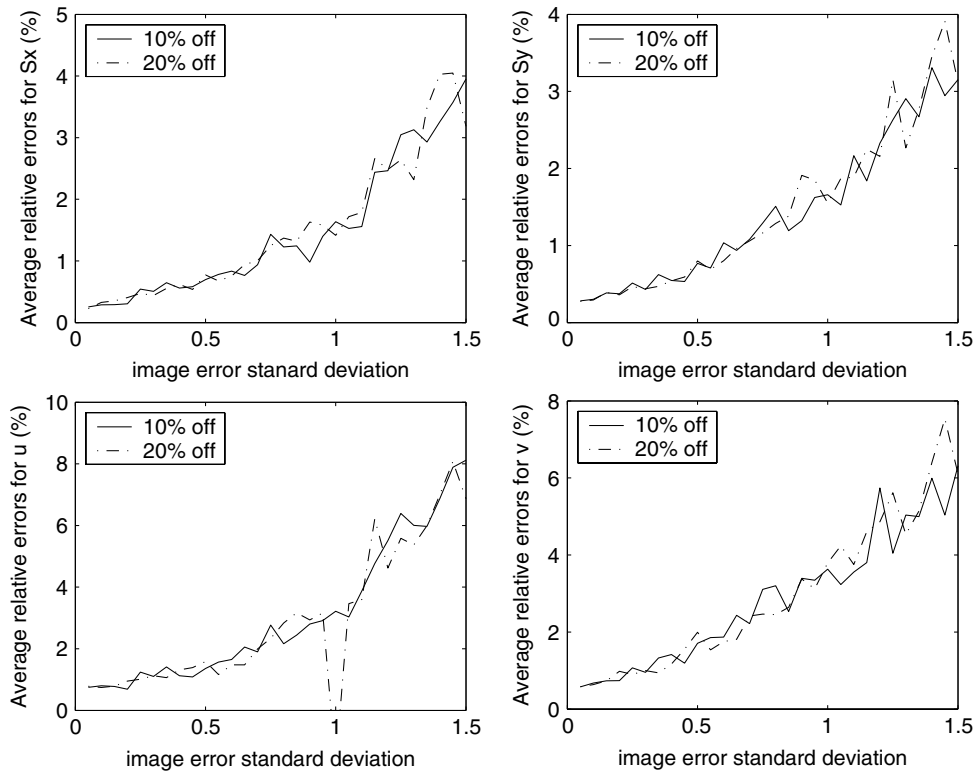 Average relative errors for Sx (%)
5
4
3
2
1
0
10% off
20% off
0
0.5
1
1.5
image error stanard deviation
Average relative errors for Sy (%)
4
3
2
1
0
10% off
20% off
0
0.5
1
1.5
image error standard deviation
Average relative errors for u (%)
10
8
6
4
2
0
10% off
20% off
0
0.5
1
1.5
image error standard deviation
Average relative errors for v (%)
8
6
4
2
0
10% off
20% off
0
0.5
1
1.5
image error standard deviation